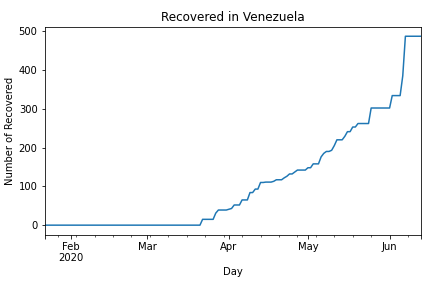 Recovered in Venezuela
Number of Recovered
500
400
300
200
100
0
Feb
2020
Mar
Apr
May
Jun
Day